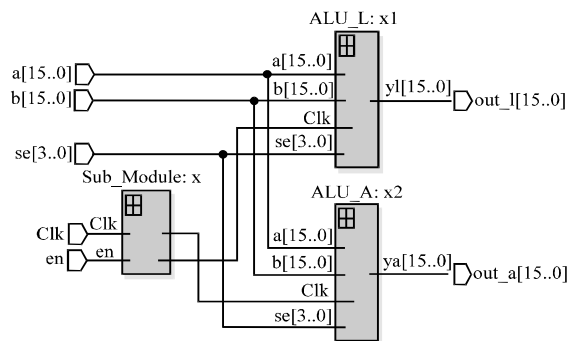 ALU_L: x1
a[15..0]
a[15..0]
b[15..0]
b[15..0]
yl[15..0]
out_l[15..0]
Clk
se[3..0]
se[3..0]
Sub_Module: x
ALU_A: x2
Clk
Clk
en
en
a[15..0]
b[15..0]
ya[15..0]
out_a[15..0]
Clk
se[3..0]